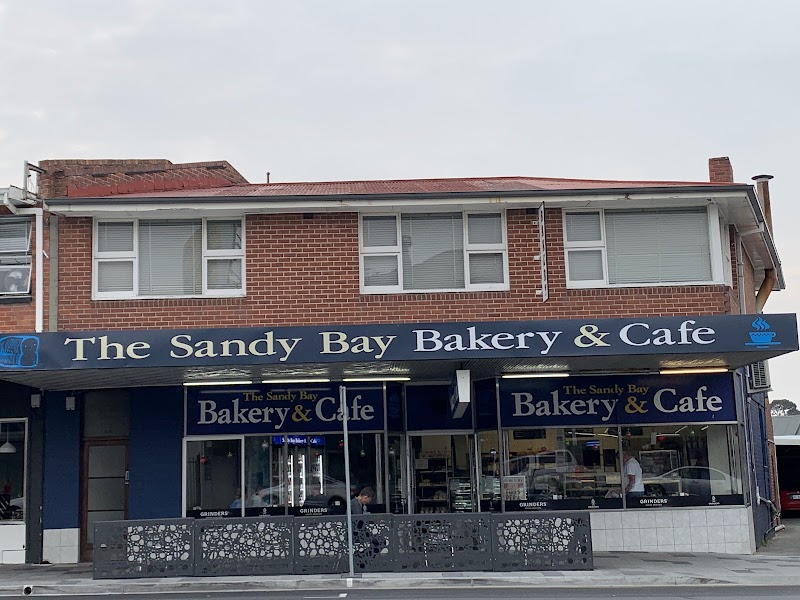 The Sandy Bay Bakery & Cafe
The Sandy Bay
Bakery & Cafe
The Sandy Bay
Bakery & Cafe
GRINDERS
GRINDERS
GRINDERS
GRINDERS